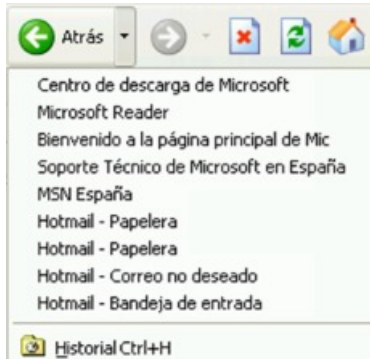 Atrás
Centro de descarga de Microsoft
Microsoft Reader
Bienvenido a la página principal de Mic
Soporte Técnico de Microsoft en España
MSN España
Hotmail - Papelera
Hotmail - Papelera
Hotmail - Correo no deseado
Hotmail - Bandeja de entrada
Historial Ctrl+H